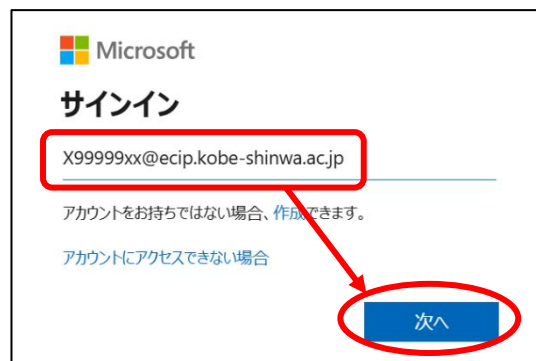 Microsoft
サインイン
X99999xx@ecip.kobe-shinwa.ac.jp
アカウントをお持ちではない場合、作成できます。
アカウントにアクセスできない場合
次へ